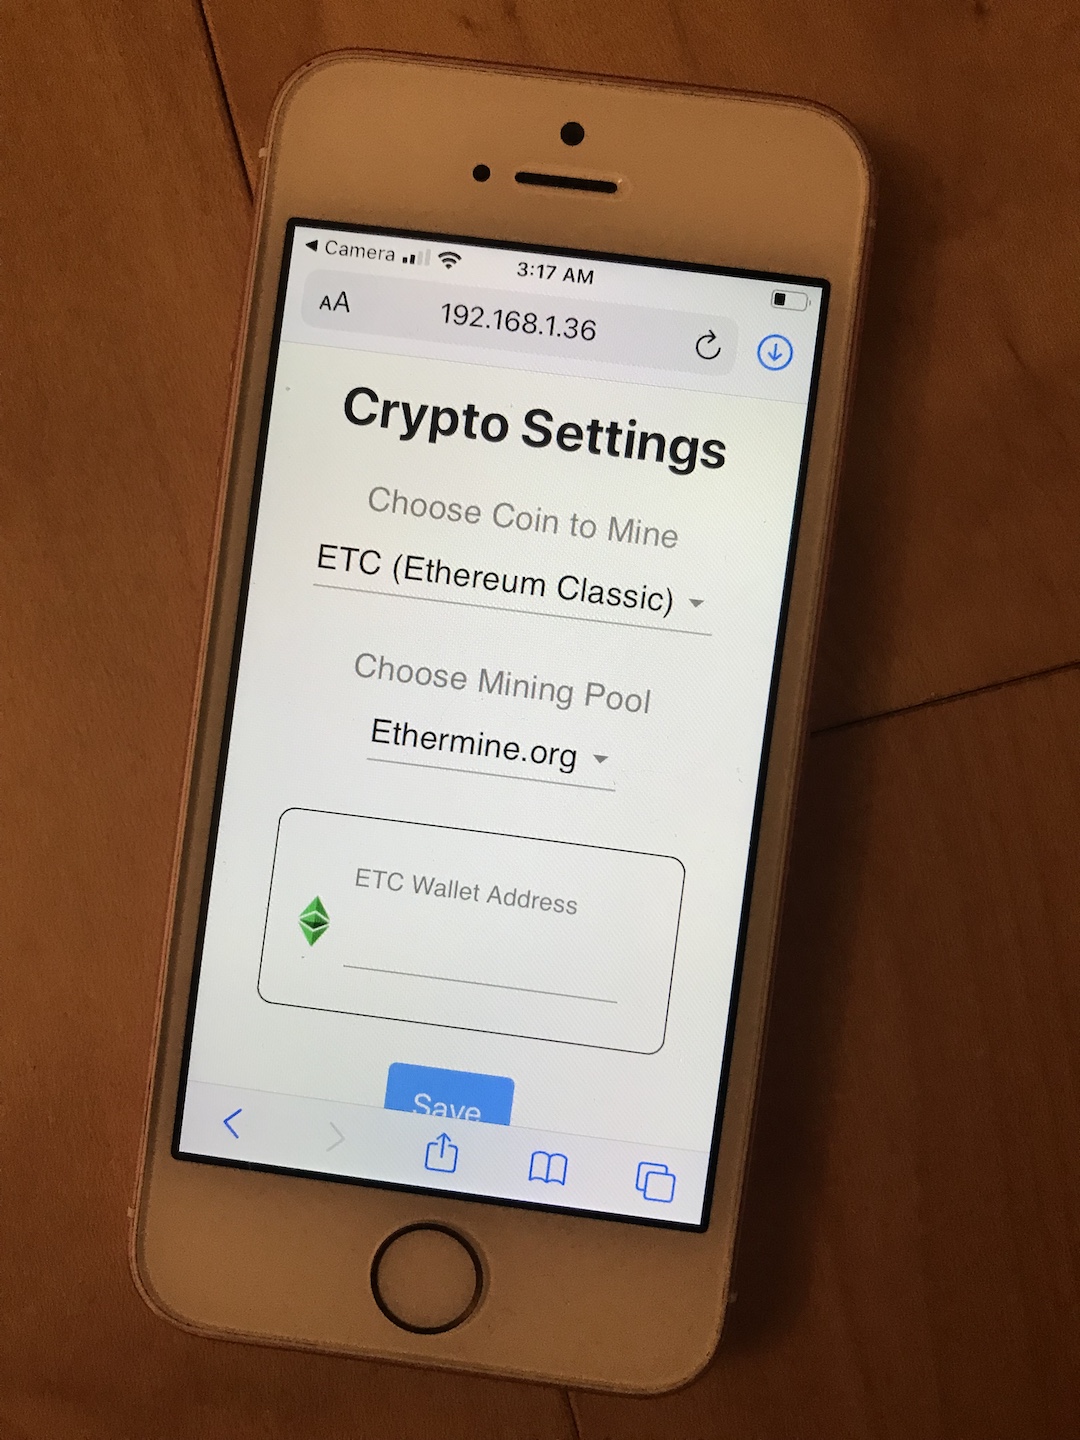 Camera 3:17 AM
AA 192.168.1.36
Crypto Settings
Choose Coin to Mine
ETC (Ethereum Classic)
Choose Mining Pool
Ethermine.org
ETC Wallet Address
Save